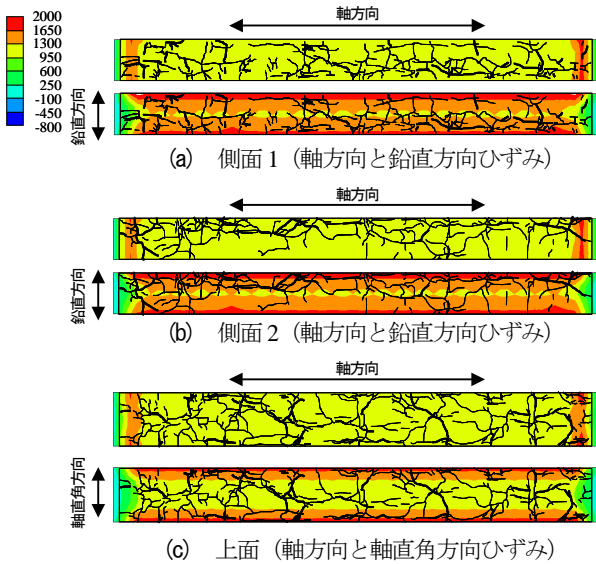 2000
1650
1300
950
600
250
-100
-450
-800
軸方向
鉛直方向
(a) 側面1（軸方向と鉛直方向ひずみ）
軸方向
鉛直方向
(b) 側面2（軸方向と鉛直方向ひずみ）
軸方向
軸直角方向
(c) 上面（軸方向と軸直角方向ひずみ）